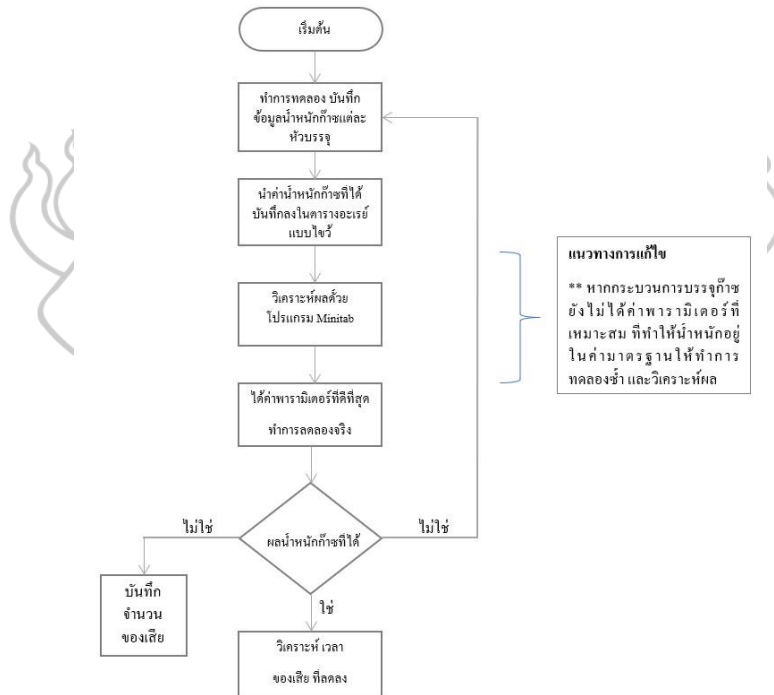 เริ่มต้น
ทำการทดลอง บันทึก
ข้อมูลน้ำหนักก๊าซแต่ละ
หัวบรรจุ
นำค่าน้ำหนักก๊าซที่ได้
บันทึกลงในตารางอะเรย์
แบบไขว้
วิเคราะห์ผลด้วย
โปรแกรม Minitab
แนวทางการแก้ไข
** หากกระบวนการบรรจุก๊าซ
ยังไม่ได้ค่าพารามิเตอร์ที่
เหมาะสม ที่ทำให้น้ำหนักอยู่
ในค่ามาตรฐานให้ทำการ
ทดลองซ้ำ และวิเคราะห์ผล
ได้ค่าพารามิเตอร์ที่ดีที่สุด
ทำการลดลองจริง
ไม่ใช่
ผลน้ำหนักก๊าซที่ได้
ไม่ใช่
บันทึก
จำนวน
ของเสีย
ใช่
วิเคราะห์ เวลา
ของเสีย ที่ลดลง